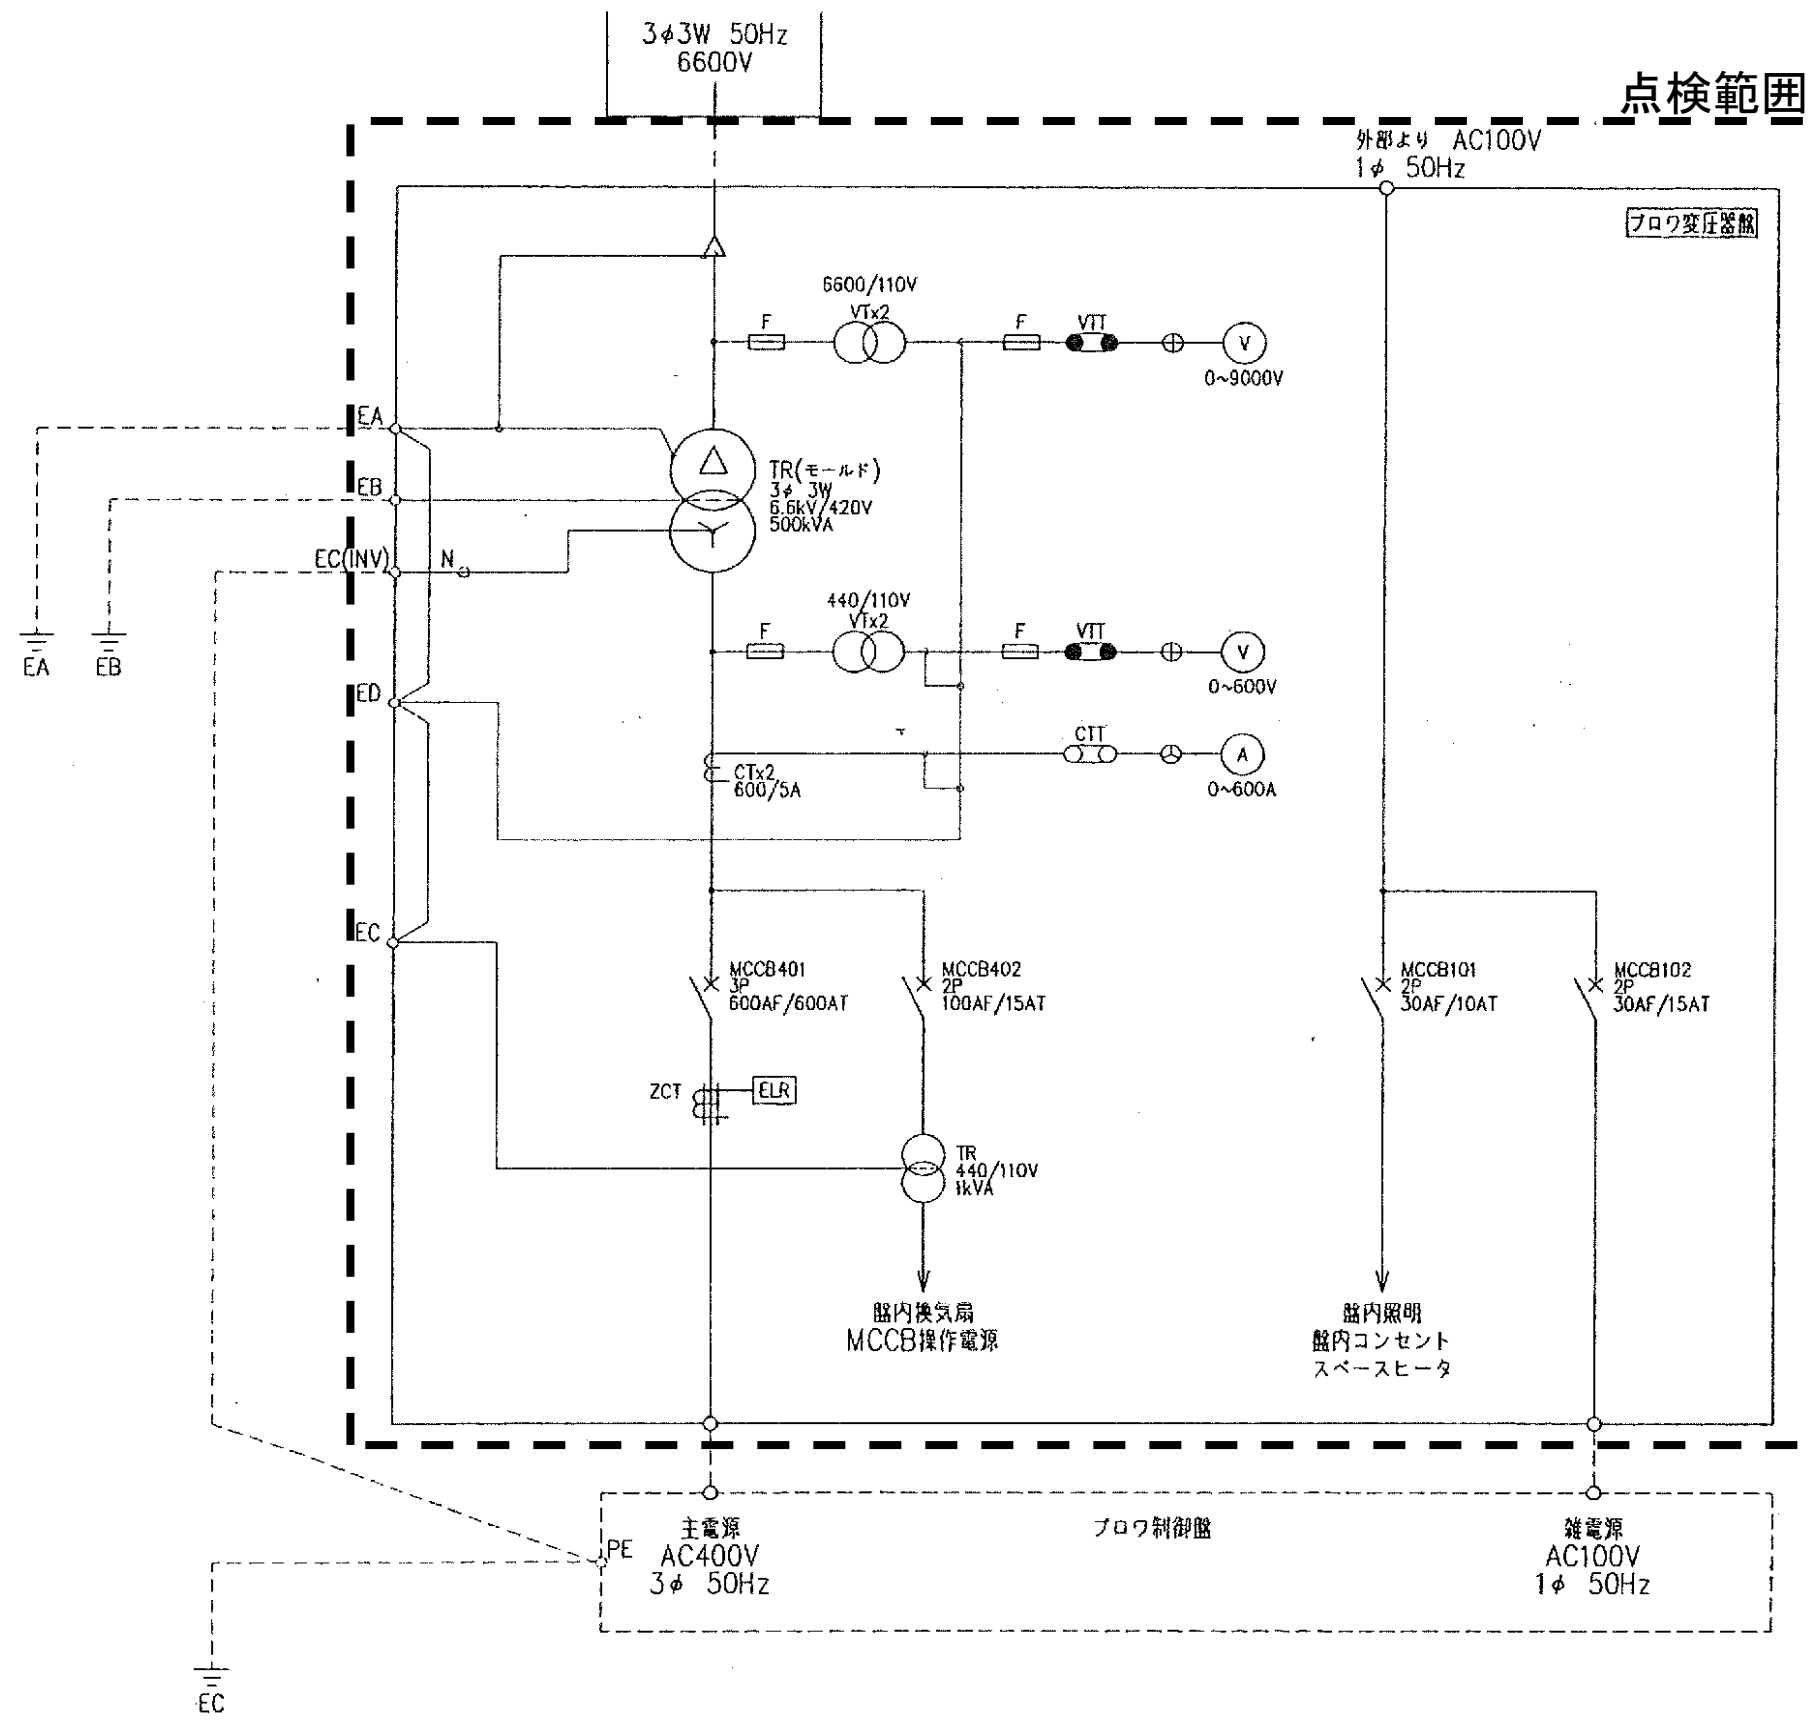 3φ3W 50Hz
6600V
点検範囲
外部より AC100V
1φ 50Hz
ブロワ変圧器盤
6600/110V
VTx2
F
F
VTT
V
0~9000V
EA
EB
EC(INV)
N
TR(モールド)
3φ 3W
6.6kV/420V
500kVA
440/110V
VTx2
F
F
VTT
V
0~600V
EA
EB
ED
CTT
A
0~600A
CTx2
600/5A
EC
MCCB401
3P
600AF/600AT
MCCB402
2P
100AF/15AT
MCCB101
2P
30AF/10AT
MCCB102
2P
30AF/15AT
ZCT
ELR
TR
440/110V
1kVA
盤内換気扇
MCCB操作電源
盤内照明
盤内コンセント
スペースヒータ
PE
主電源
AC400V
3φ 50Hz
ブロワ制御盤
雑電源
AC100V
1φ 50Hz
EC